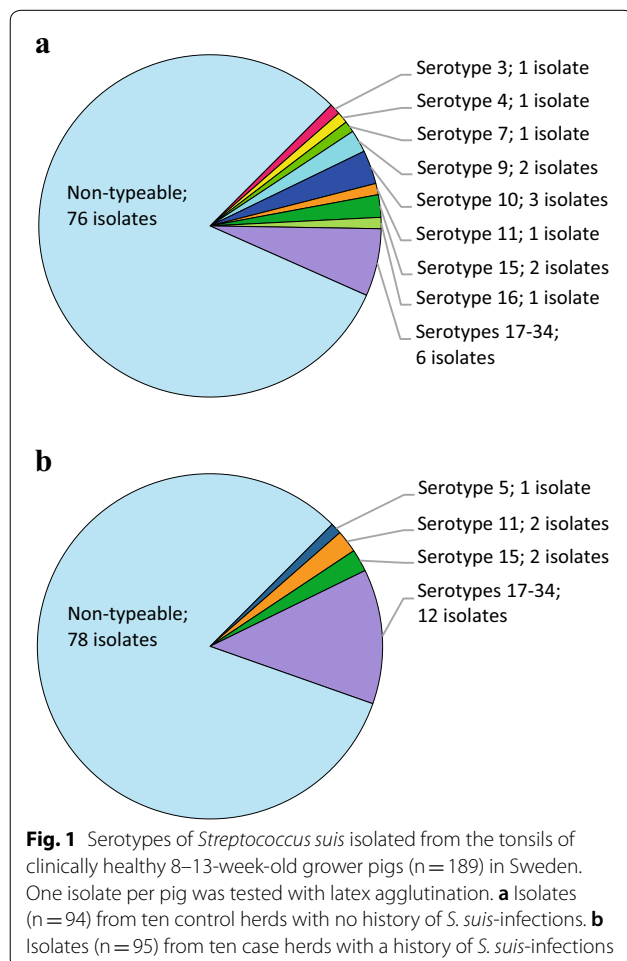 a
Serotype 3; 1 isolate
Serotype 4; 1 isolate
Serotype 7; 1 isolate
Serotype 9; 2 isolates
Serotype 10; 3 isolates
Serotype 11; 1 isolate
Serotype 15; 2 isolates
Serotype 16; 1 isolate
Serotypes 17-34;
6 isolates
Non-typeable;
76 isolates
b
Serotype 5; 1 isolate
Serotype 11; 2 isolates
Serotype 15; 2 isolates
Serotypes 17-34;
12 isolates
Non-typeable;
78 isolates
Fig. 1 Serotypes of Streptococcus suis isolated from the tonsils of
clinically healthy 8–13-week-old grower pigs (n = 189) in Sweden.
One isolate per pig was tested with latex agglutination. a Isolates
(n = 94) from ten control herds with no history of S. suis-infections. b
Isolates (n = 95) from ten case herds with a history of S. suis-infections